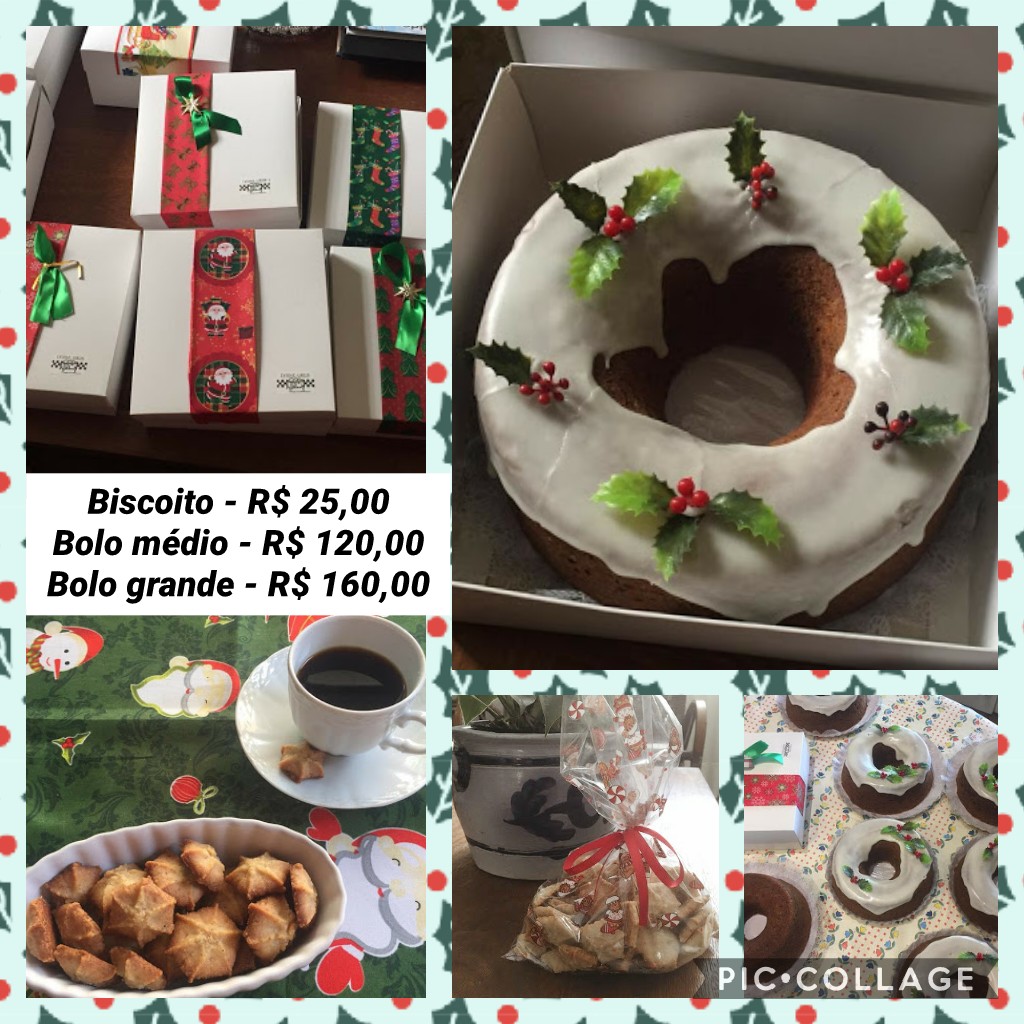 Biscoito - R$ 25,00
Bolo médio - R$ 120,00
Bolo grande - R$ 160,00
PIC•COLLAGE